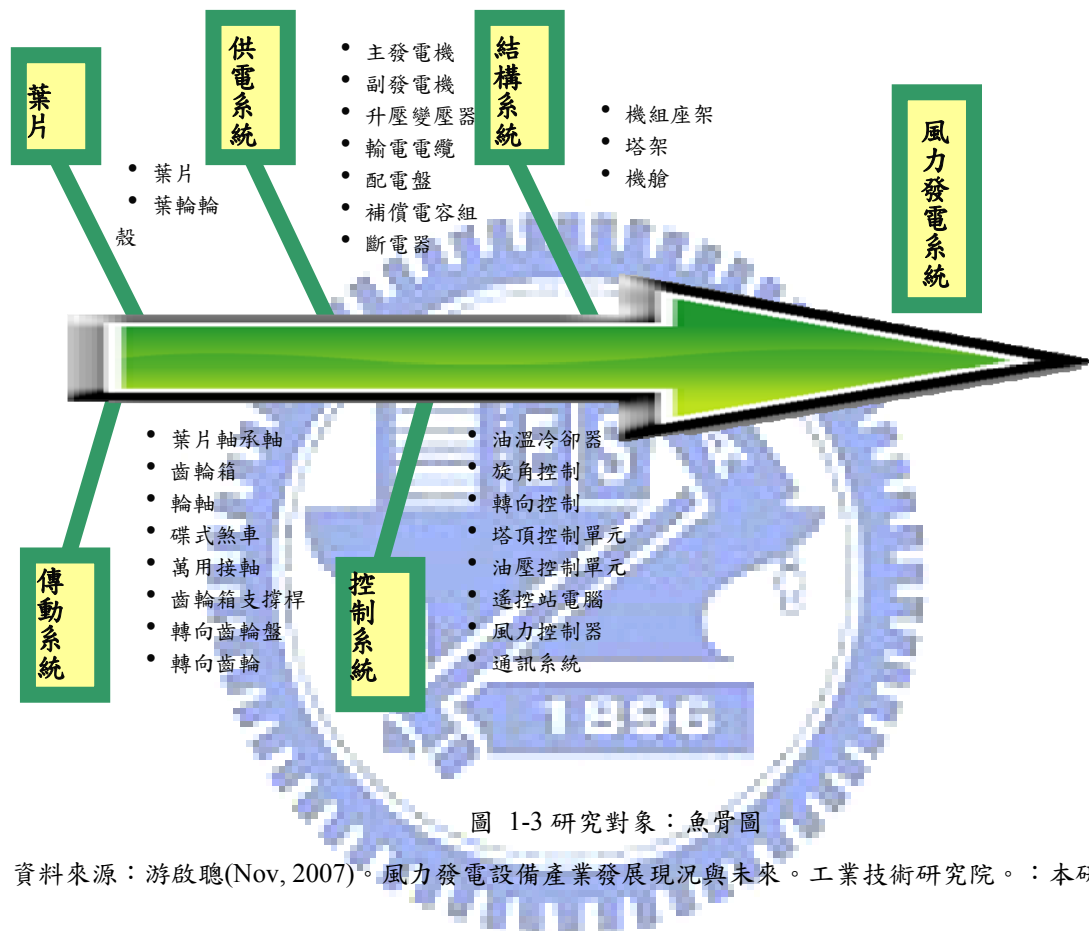 葉片
• 葉片
• 葉輪輪
殼
供電系統
• 主發電機
• 副發電機
• 升壓變壓器
• 輸電電纜
• 配電盤
• 補償電容組
• 斷電器
結構系統
• 機組座架
• 塔架
• 機艙
風力發電系統
傳動系統
• 葉片軸承軸
• 齒輪箱
• 輪軸
• 碟式煞車
• 萬用接軸
• 齒輪箱支撐桿
• 轉向齒輪盤
• 轉向齒輪
控制系統
• 油溫冷卻器
• 旋角控制
• 轉向控制
• 塔頂控制單元
• 油壓控制單元
• 遙控站電腦
• 風力控制器
• 通訊系統
1896
圖 1-3 研究對象：魚骨圖
資料來源：游啟聰(Nov, 2007)。風力發電設備產業發展現況與未來。工業技術研究院。：本研